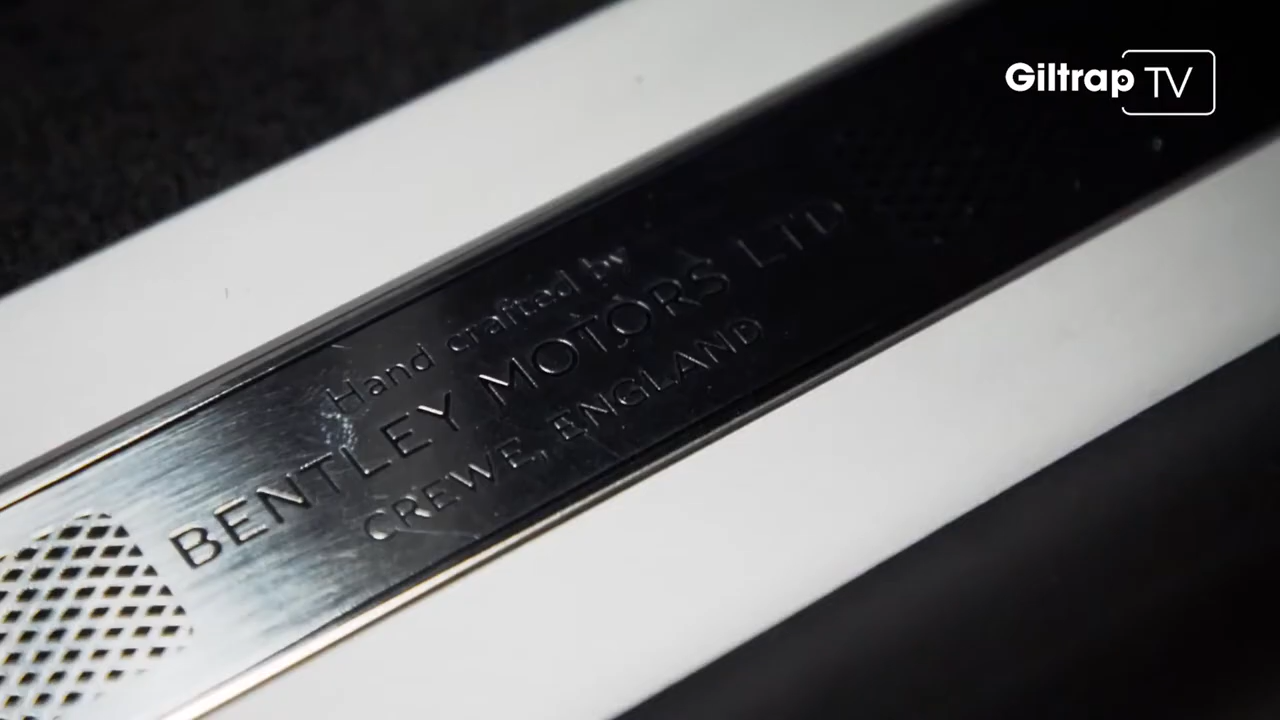 Giltrap TV
Hand crafted by
BENTLEY MOTORS LTD
CREWE, ENGLAND